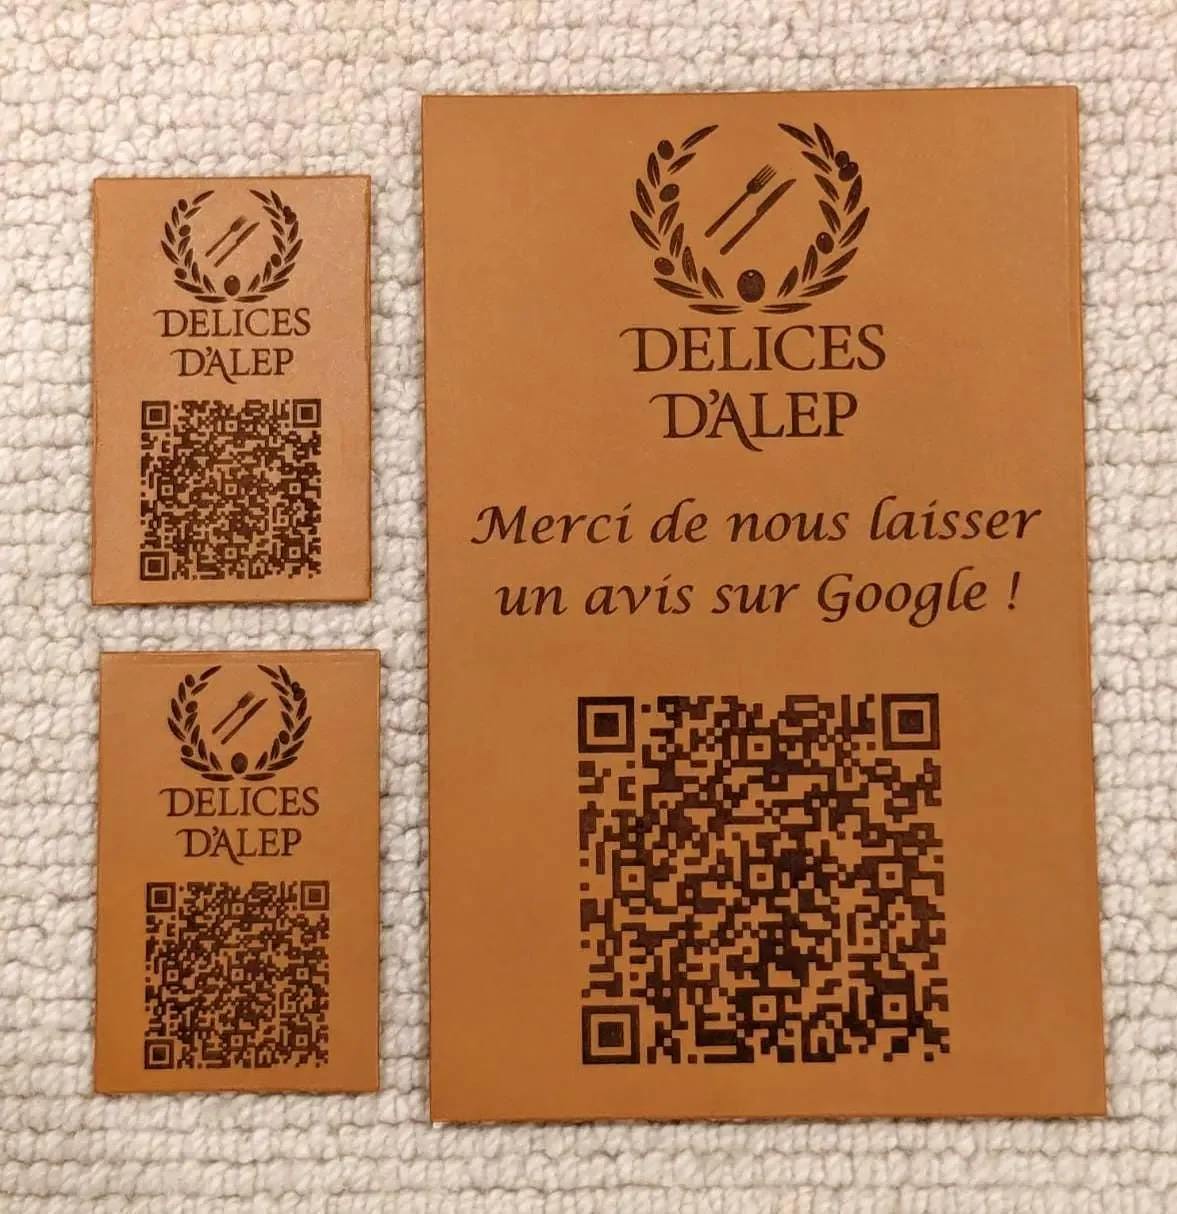 DELICES
D'ALEP
DELICES
D'ALEP
DELICES
D'ALEP
Merci de nous laisser
un avis sur Google !